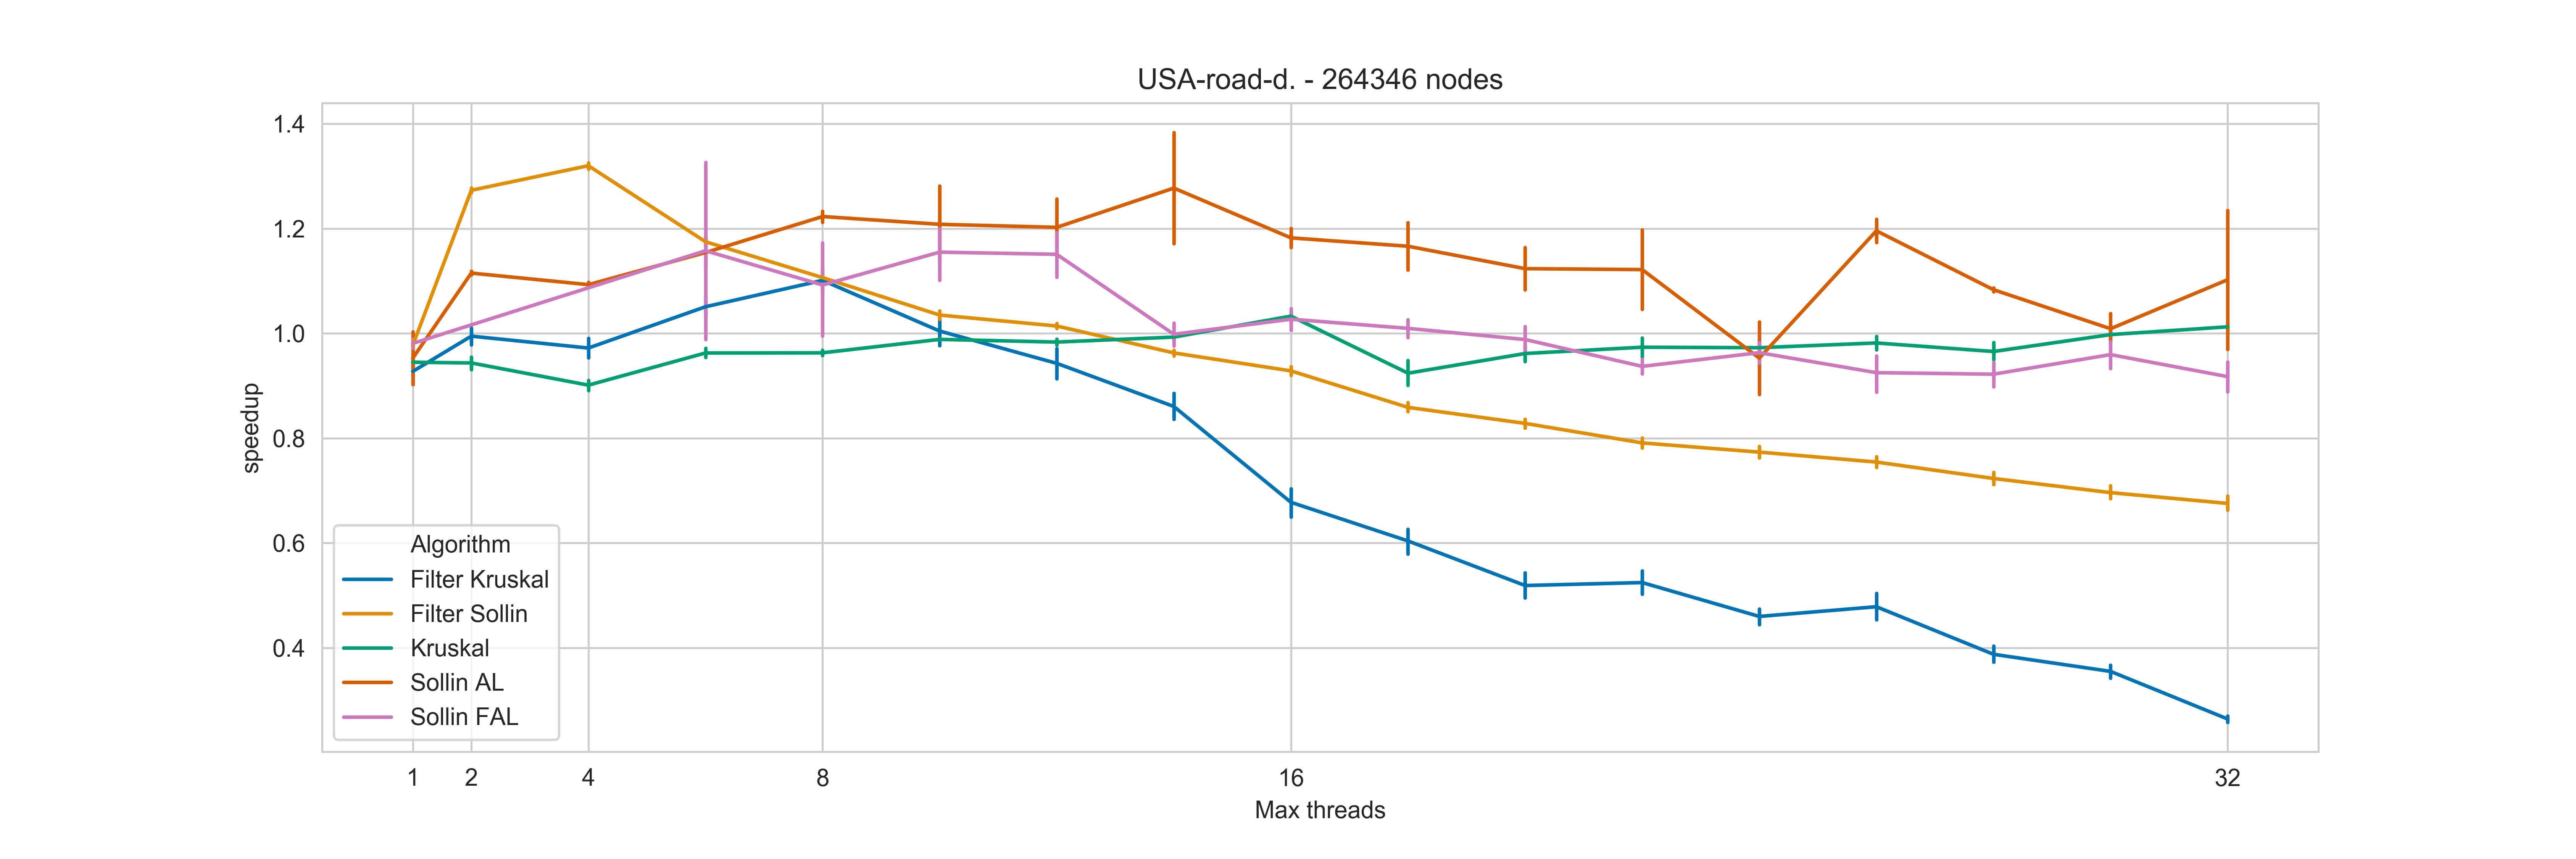 USA-road-d. - 264346 nodes
1.4
1.2
1.0
0.8
0.6
0.4
speedup
Algorithm
Filter Kruskal
Filter Sollin
Kruskal
Sollin AL
Sollin FAL
1 2 4 8 16 32
Max threads